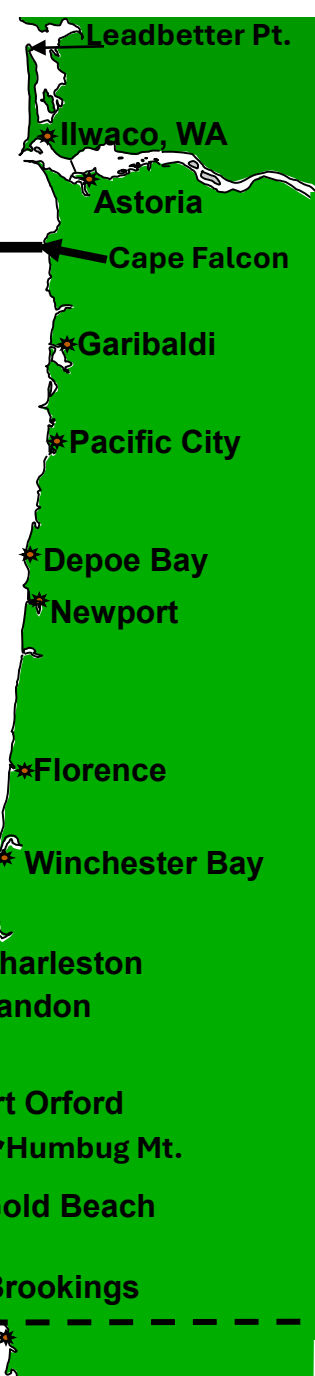 Leadbetter Pt.
Ilwaco, WA
Astoria
Cape Falcon
Garibaldi
Pacific City
Depoe Bay
Newport
Florence
Winchester Bay
harleston
andon
rt Orford
Humbug Mt.
old Beach
Brookings